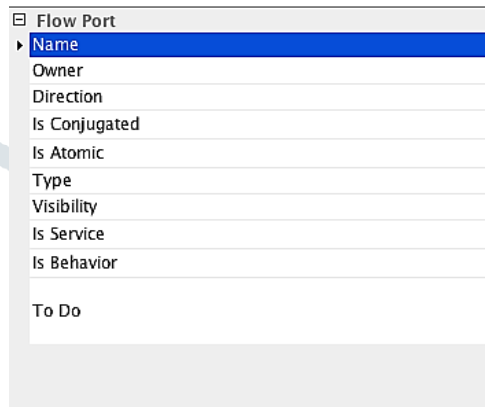 Flow Port
Name
Owner
Direction
Is Conjugated
Is Atomic
Type
Visibility
Is Service
Is Behavior
To Do